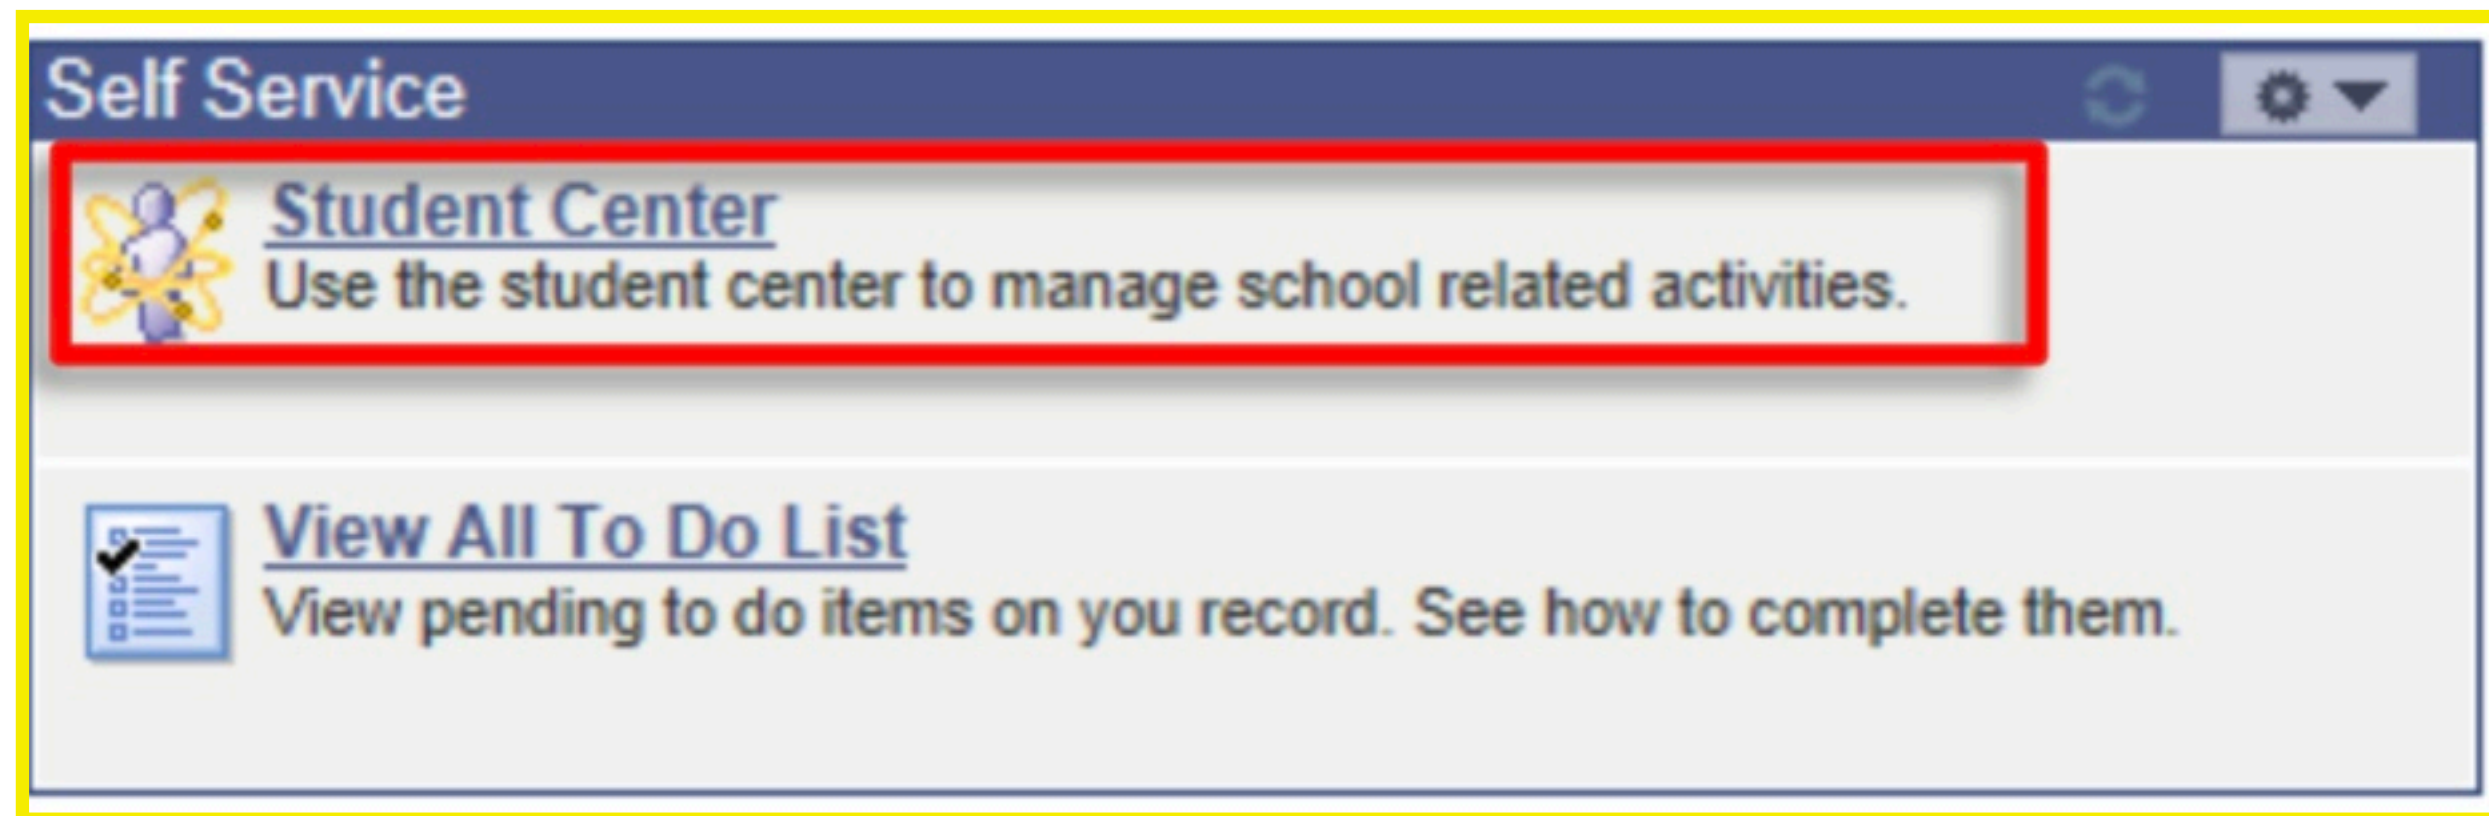 Self Service
Student Center
Use the student center to manage school related activities.
View All To Do List
View pending to do items on you record. See how to complete them.